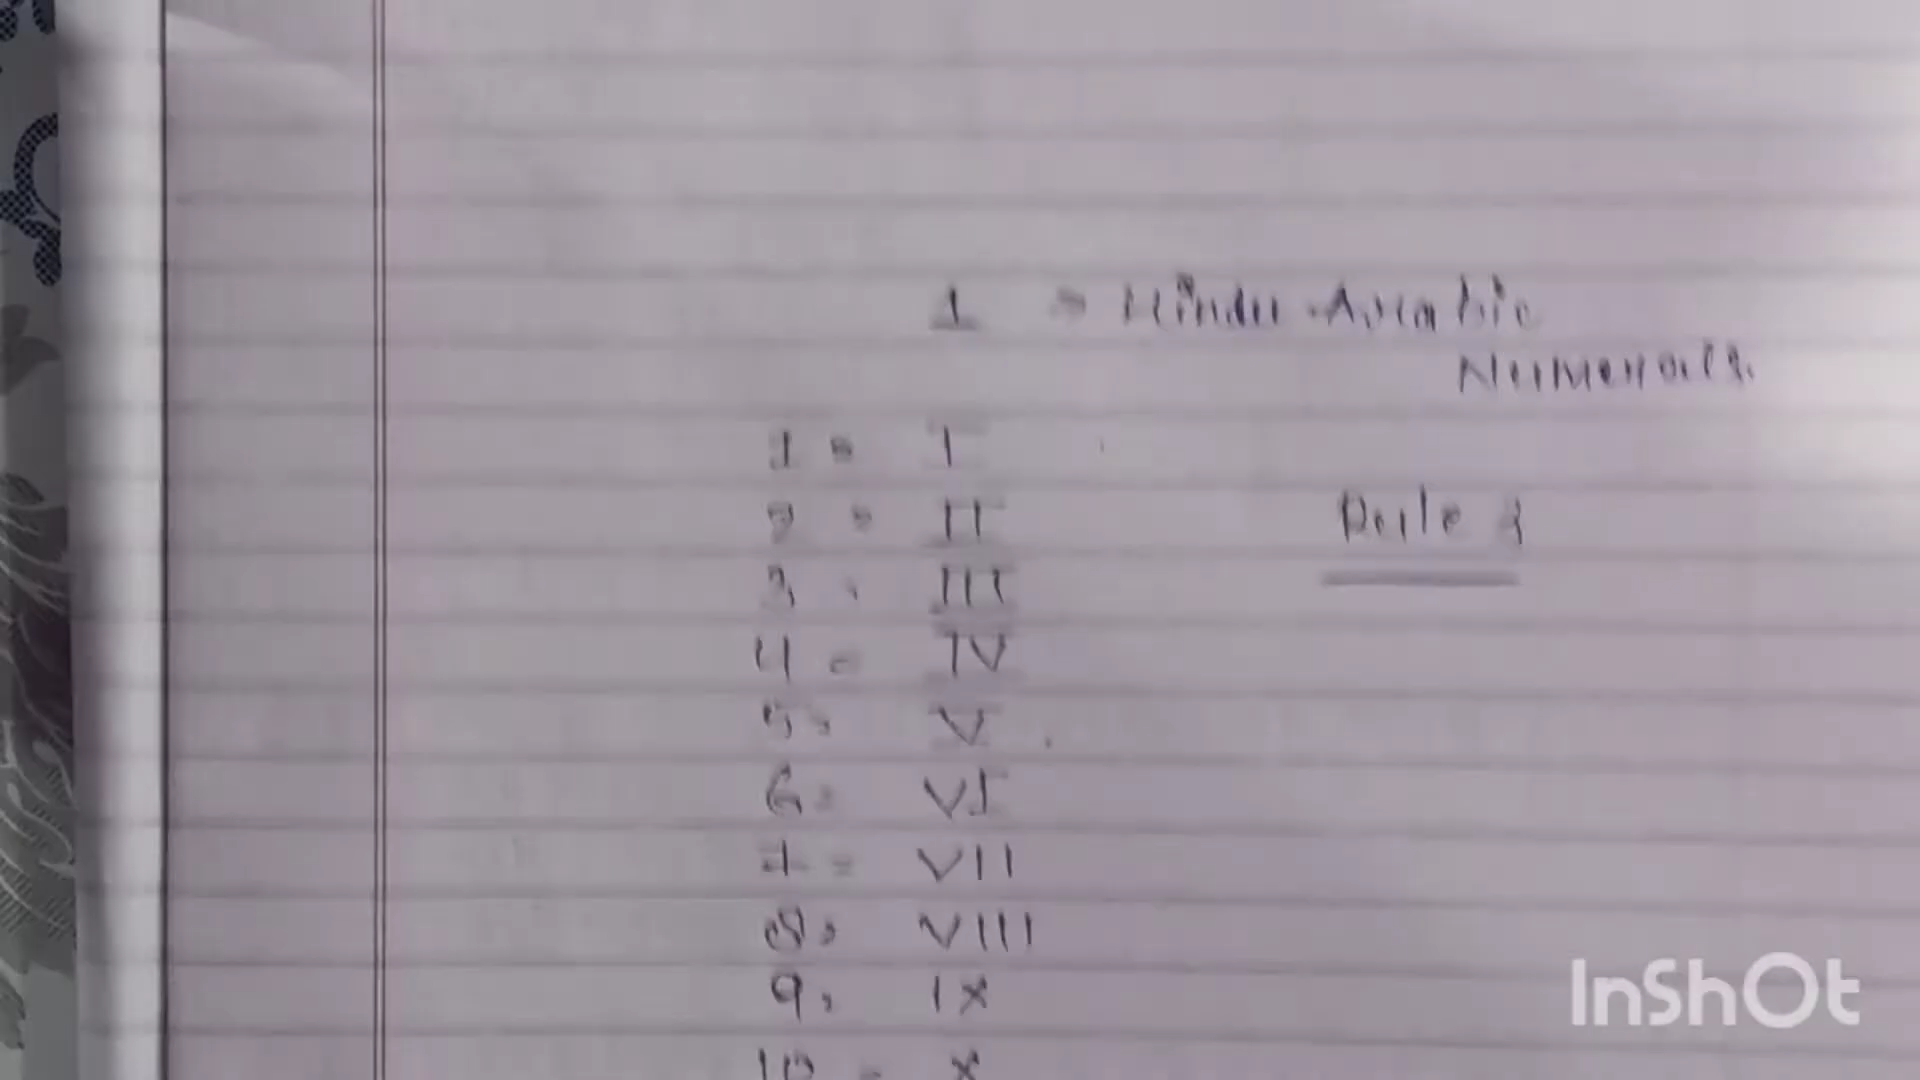 1 = Hindu-Arabic
Numerals.
1 = I
2 = II
Rule
3 = III
4 = IV
5 = V
6 = VI
7 = VII
8 = VIII
9 = IX
10 = X
InShOt